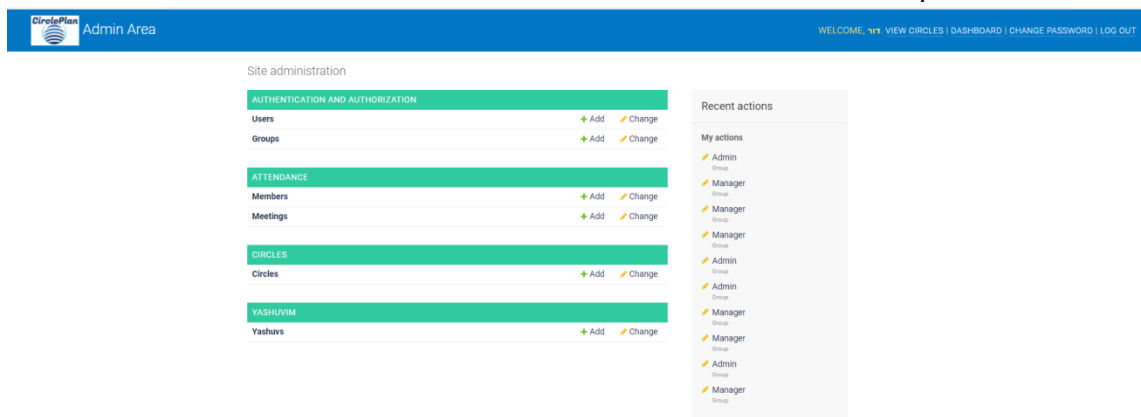 CirclePlan
Admin Area
WELCOME, דור. VIEW CIRCLES | DASHBOARD | CHANGE PASSWORD | LOG OUT
Site administration
AUTHENTICATION AND AUTHORIZATION
Users + Add Change
Groups + Add Change
ATTENDANCE
Members + Add Change
Meetings + Add Change
CIRCLES
Circles + Add Change
YASHUVIM
Yashuvs + Add Change
Recent actions
My actions
Admin
Group
Manager
Group
Manager
Group
Manager
Group
Admin
Group
Admin
Group
Manager
Group
Manager
Group
Admin
Group
Manager
Group